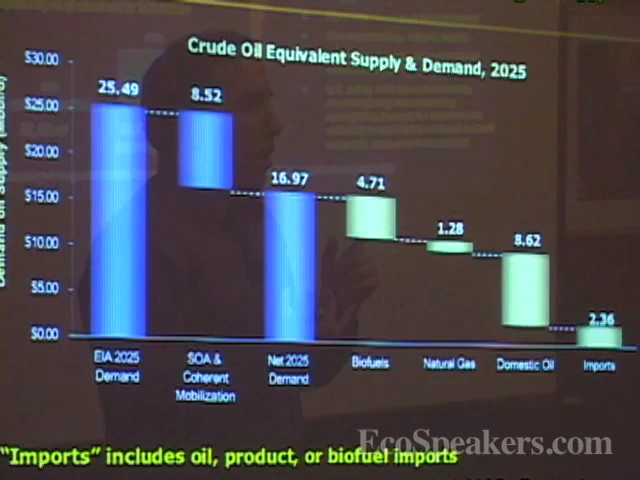 Crude Oil Equivalent Supply & Demand, 2025
$30.00
$25.00
$20.00
$15.00
$10.00
$5.00
$0.00
25.49
8.52
16.97
4.71
1.28
8.62
2.36
EIA 2025
Demand
SOA &
Coherent
Mobilization
Net 2025
Demand
Biofuels
Natural Gas
Domestic Oil
Imports
"Imports" includes oil, product, or biofuel imports
EcoSpeakers.com